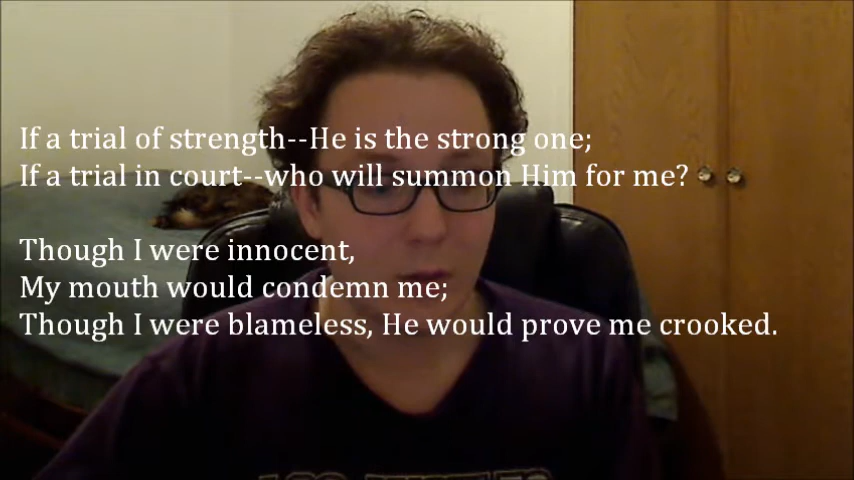 If a trial of strength--He is the strong one;
If a trial in court--who will summon Him for me?
Though I were innocent,
My mouth would condemn me;
Though I were blameless, He would prove me crooked.